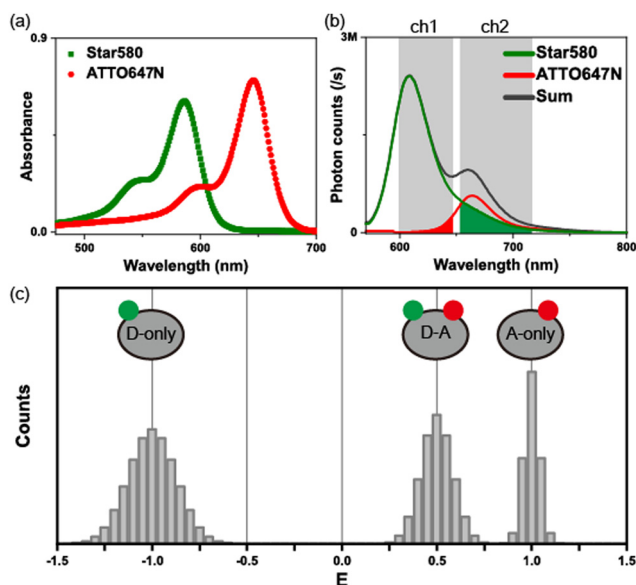 (a)
0.9
Star580
ATTO647N
Absorbance
0.0
500
600
700
Wavelength (nm)
(b)
ch1
ch2
3M
Star580
ATTO647N
Sum
Photon counts (/s)
0
600
700
800
Wavelength (nm)
(c)
D-only
D-A
A-only
Counts
-1.5
-1.0
-0.5
0.0
0.5
1.0
1.5
E